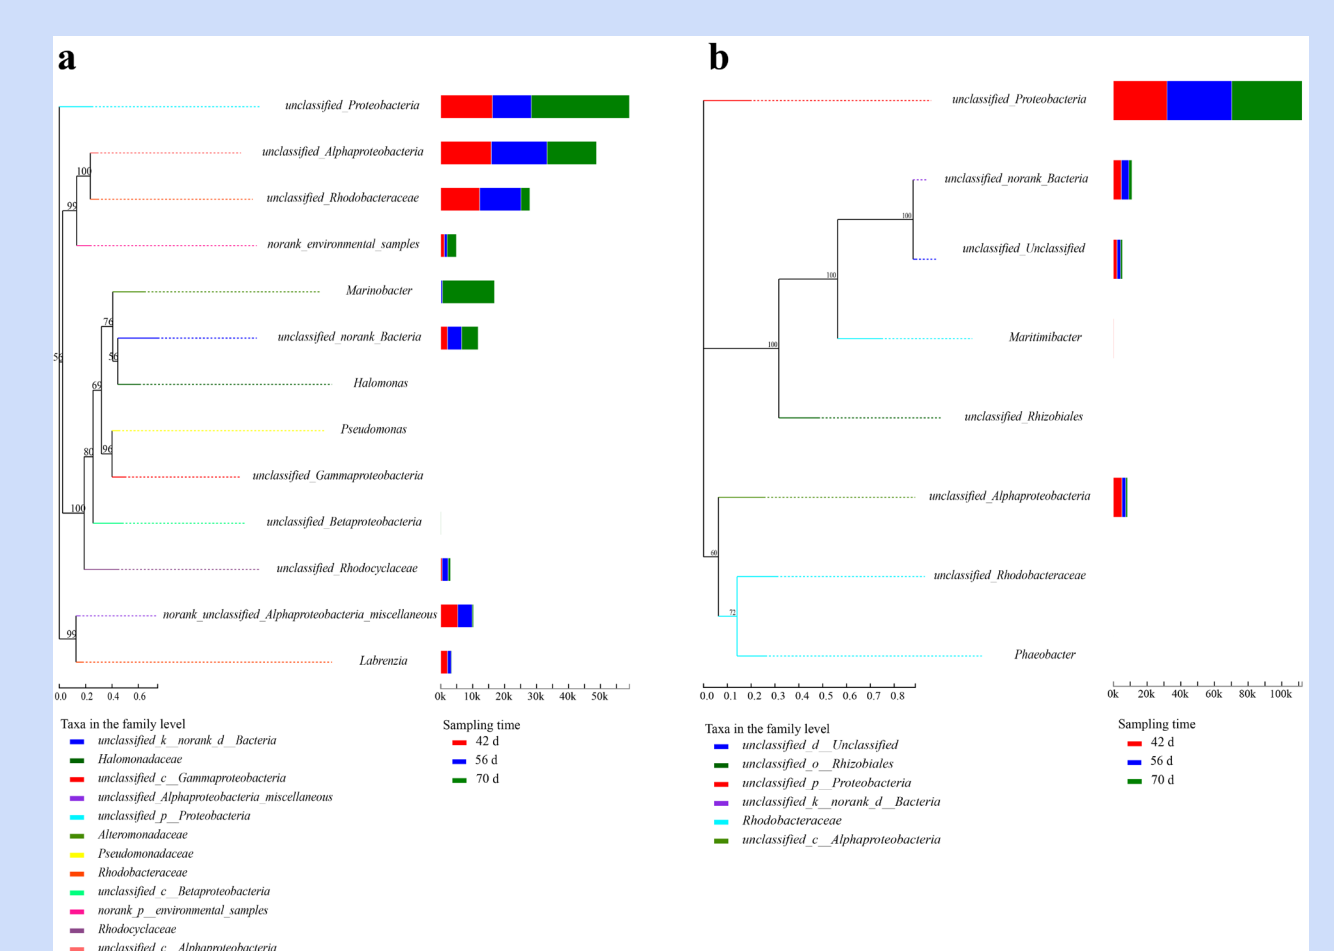 a
unclassified_Proteobacteria
unclassified_Alphaproteobacteria
100
unclassified_Rhodobacteraceae
99
norank_environmental_samples
Marinobacter
76
unclassified_norank_Bacteria
56
Halomonas
69
Pseudomonas
96
80
unclassified_Gammaproteobacteria
100
unclassified_Betaproteobacteria
unclassified_Rhodocyclaceae
norank_unclassified_Alphaproteobacteria_miscellaneous
99
Labrenzia
0.0 0.2 0.4 0.6
0k 10k 20k 30k 40k 50k
Taxa in the family level
unclassified_k__norank_d__Bacteria
Halomonadaceae
unclassified_c__Gammaproteobacteria
unclassified_Alphaproteobacteria_miscellaneous
unclassified_p__Proteobacteria
Alteromonadaceae
Pseudomonadaceae
Rhodobacteraceae
unclassified_c__Betaproteobacteria
norank_p__environmental_samples
Rhodocyclaceae
unclassified_c__Alphaproteobacteria
Sampling time
42 d
56 d
70 d
b
unclassified_Proteobacteria
unclassified_norank_Bacteria
100
unclassified_Unclassified
100
Maritimibacter
100
unclassified_Rhizobiales
unclassified_Alphaproteobacteria
60
unclassified_Rhodobacteraceae
72
Phaeobacter
0.0 0.1 0.2 0.3 0.4 0.5 0.6 0.7 0.8
0k 20k 40k 60k 80k 100k
Taxa in the family level
unclassified_d__Unclassified
unclassified_o__Rhizobiales
unclassified_p__Proteobacteria
unclassified_k__norank_d__Bacteria
Rhodobacteraceae
unclassified_c__Alphaproteobacteria
Sampling time
42 d
56 d
70 d